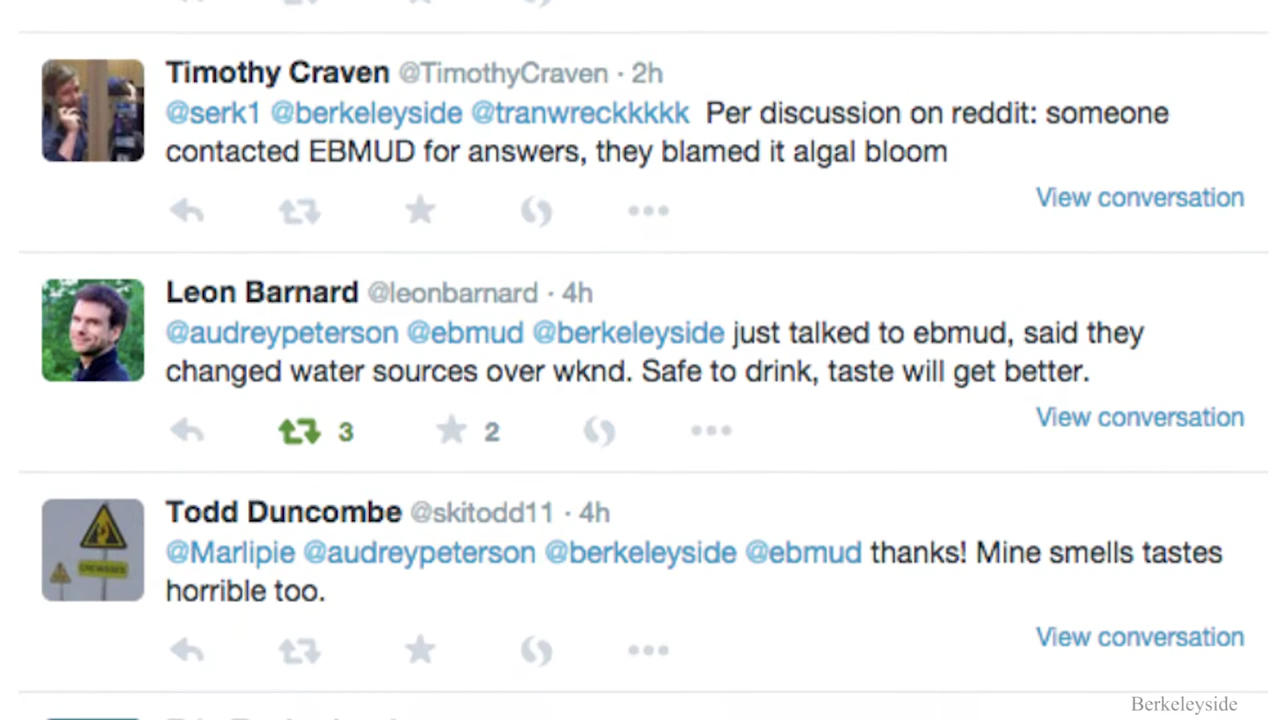 Timothy Craven @TimothyCraven · 2h
@serk1 @berkeleyside @tranwreckkkkk Per discussion on reddit: someone
contacted EBMUD for answers, they blamed it algal bloom
View conversation
Leon Barnard @leonbarnard · 4h
@audreypeterson @ebmud @berkeleyside just talked to ebmud, said they
changed water sources over wknd. Safe to drink, taste will get better.
3 2
View conversation
Todd Duncombe @skitodd11 · 4h
@Marlipie @audreypeterson @berkeleyside @ebmud thanks! Mine smells tastes
horrible too.
View conversation
Berkeleyside